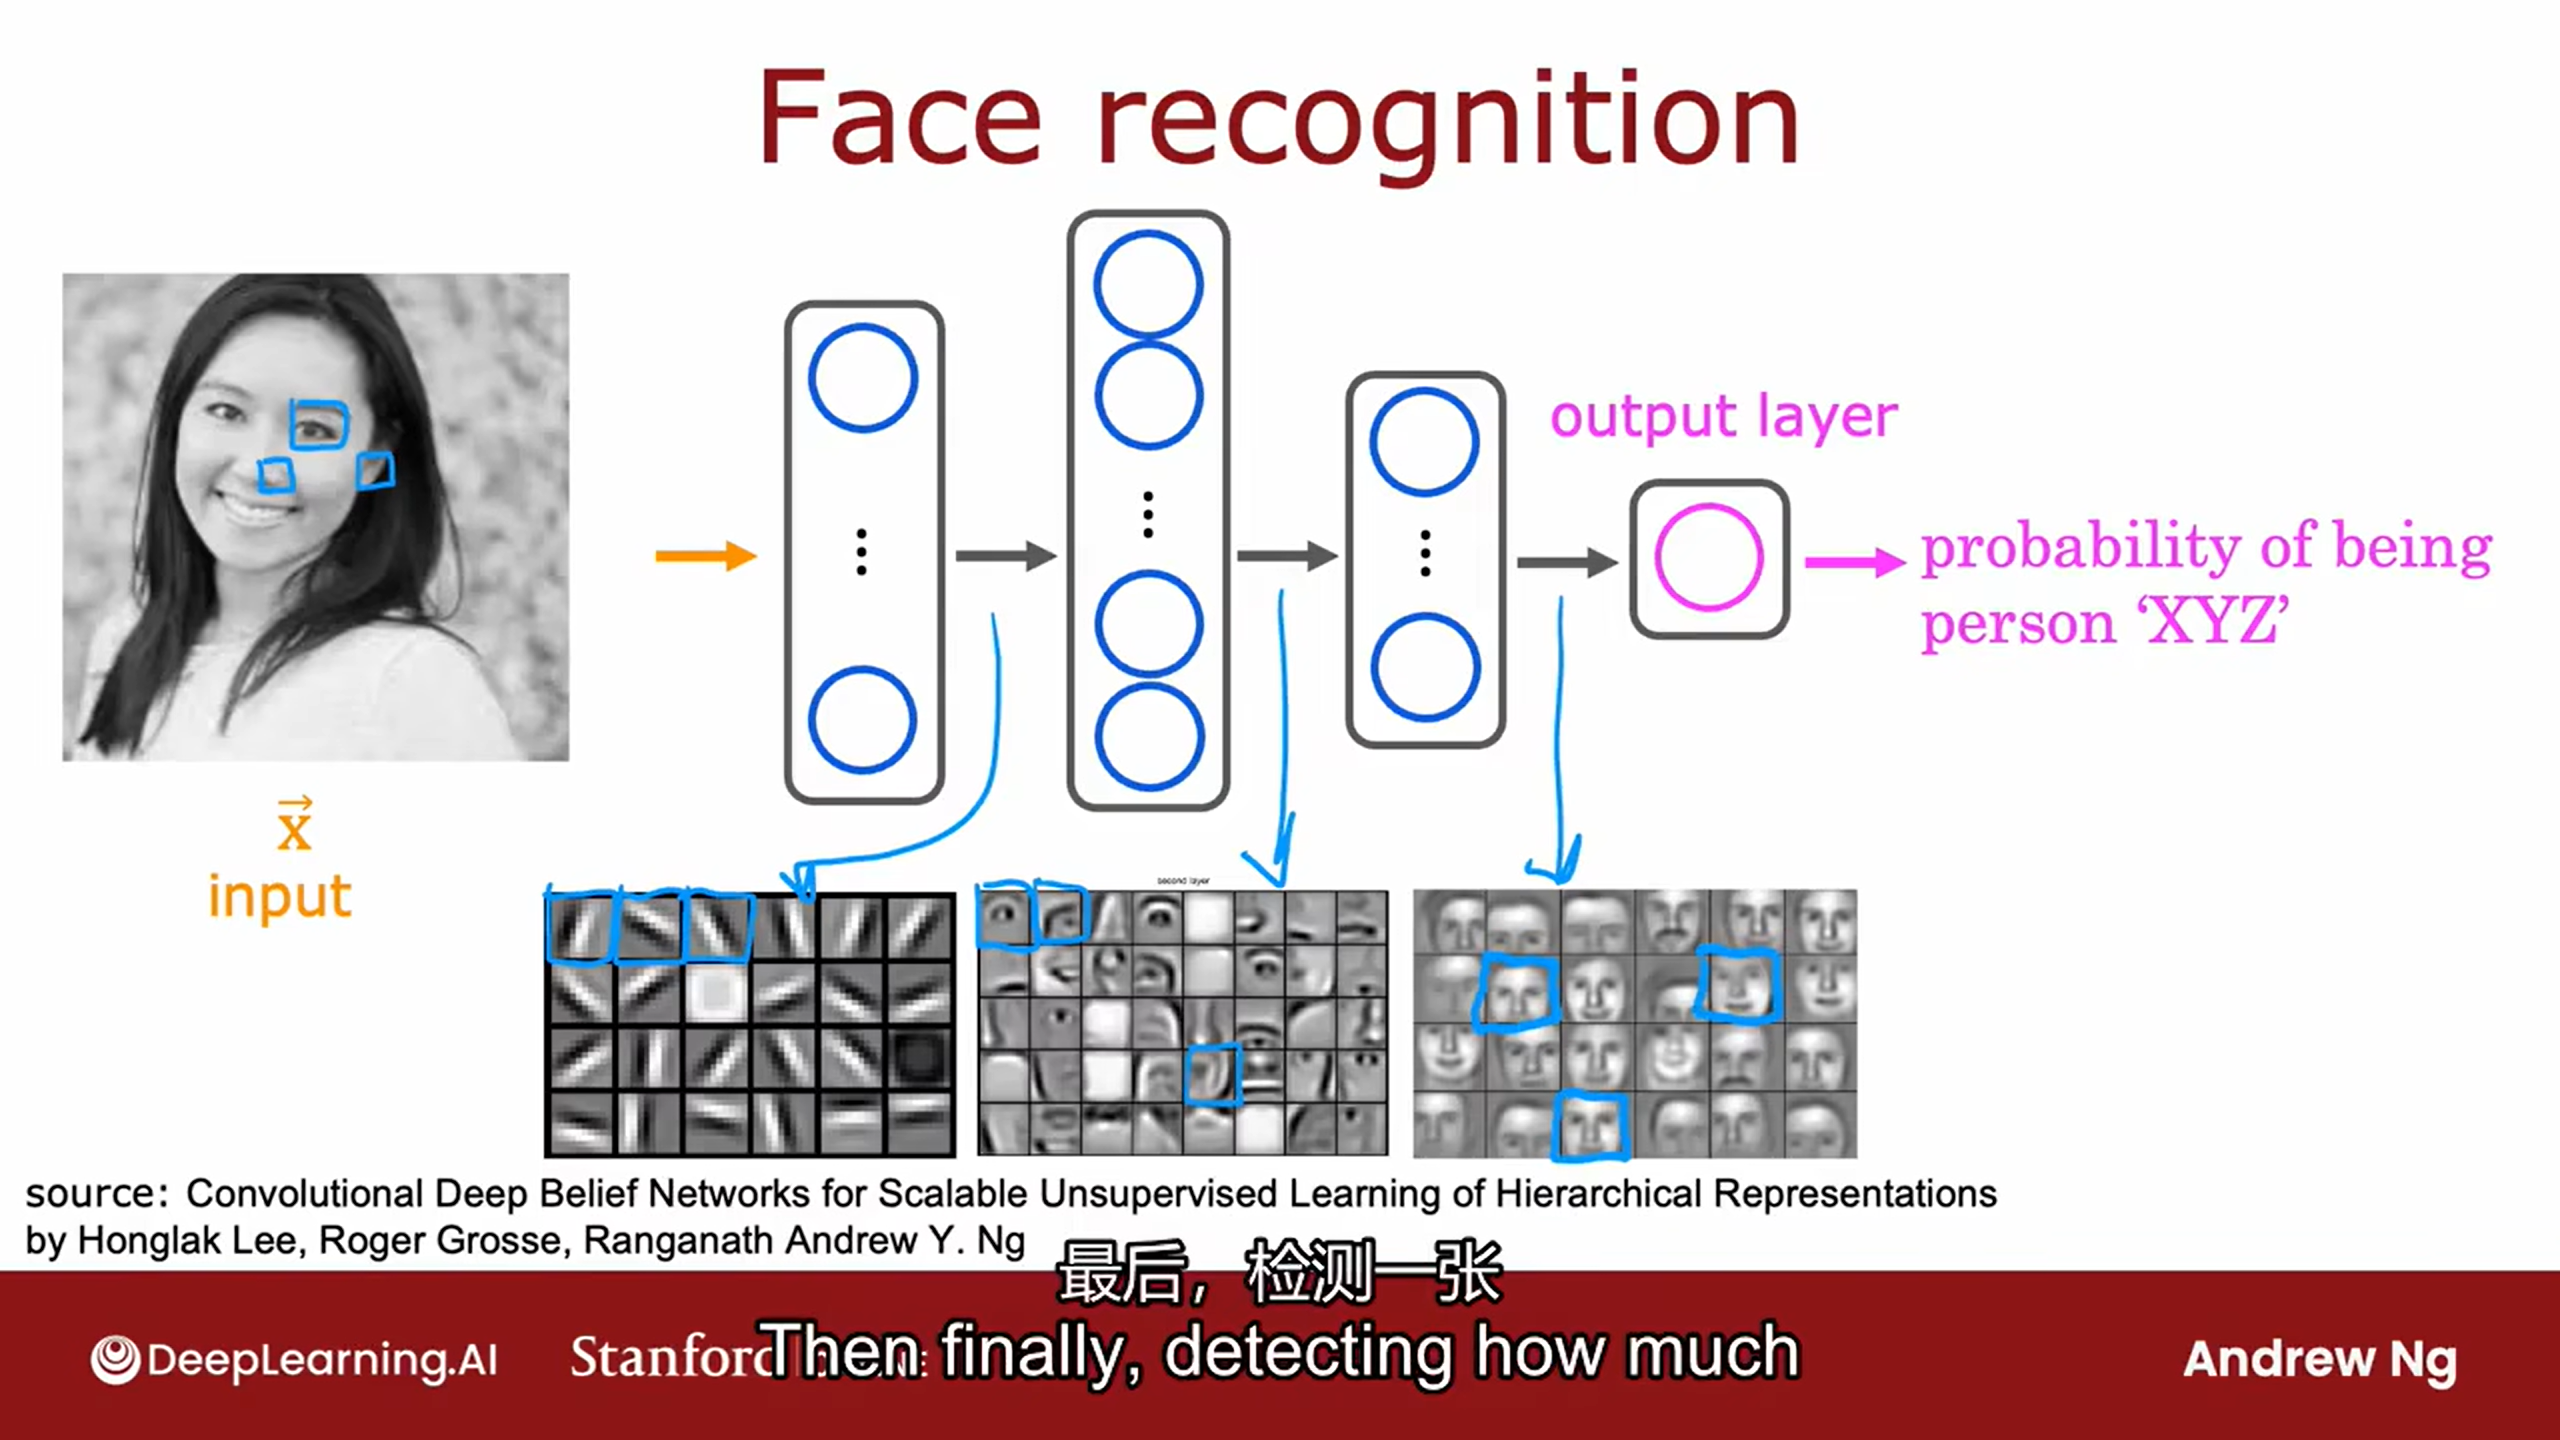 Face recognition
output layer
probability of being
person ‘XYZ’
x
input
second layer
source: Convolutional Deep Belief Networks for Scalable Unsupervised Learning of Hierarchical Representations
by Honglak Lee, Roger Grosse, Ranganath Andrew Y. Ng
最后，检测一张
Then finally, detecting how much
DeepLearning.AI
Stanford
Andrew Ng